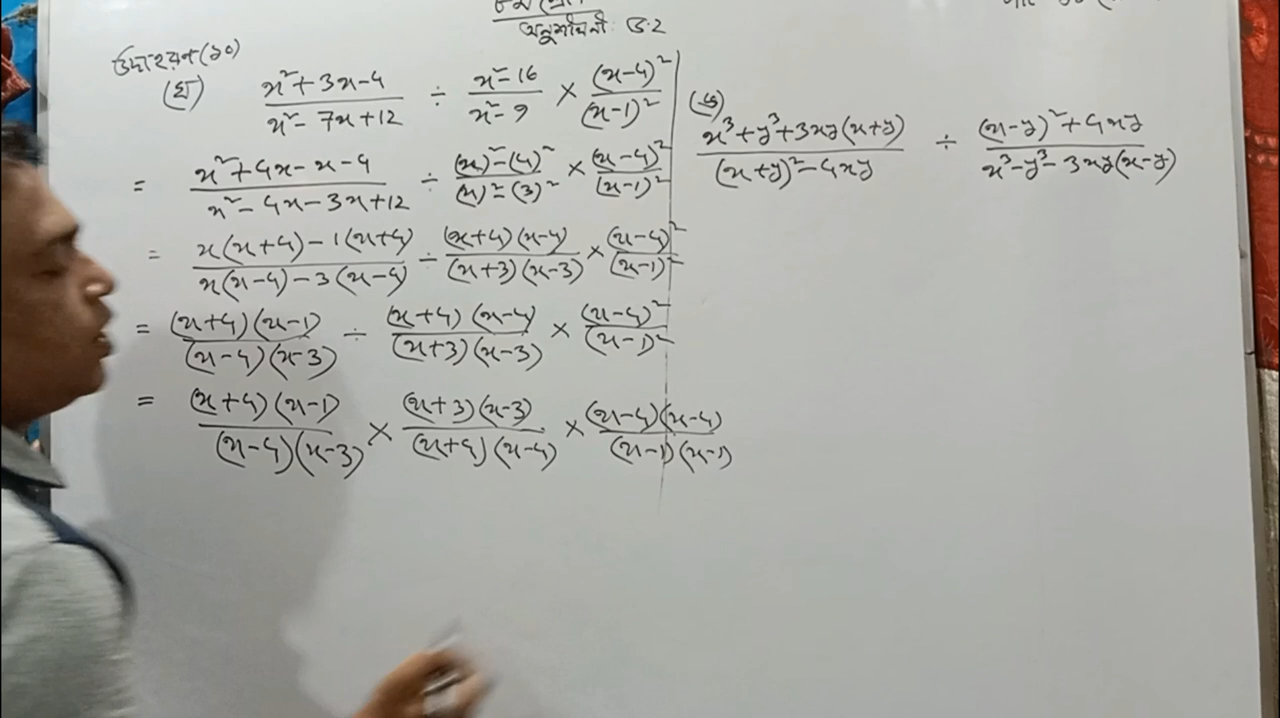 অনুশীলনী: ৫.2
উদাহরন(১০)
(ঘ) x²+3x-4 / x²-7x+12 ÷ x²-16 / x²-9 × (x-4)² / (x-1)²
= x²+4x-x-4 / x²-4x-3x+12 ÷ (x)²-(4)² / (x)²-(3)² × (x-4)² / (x-1)²
= x(x+4)-1(x+4) / x(x-4)-3(x-4) ÷ (x+4)(x-4) / (x+3)(x-3) × (x-4)² / (x-1)²
= (x+4)(x-1) / (x-4)(x-3) ÷ (x+4)(x-4) / (x+3)(x-3) × (x-4)² / (x-1)²
= (x+4)(x-1) / (x-4)(x-3) × (x+3)(x-3) / (x+4)(x-4) × (x-4)(x-4) / (x-1)(x-1)
(ঙ) x³+y³+3xy(x+y) / (x+y)²-4xy ÷ (x-y)²+4xy / x³-y³-3xy(x-y)